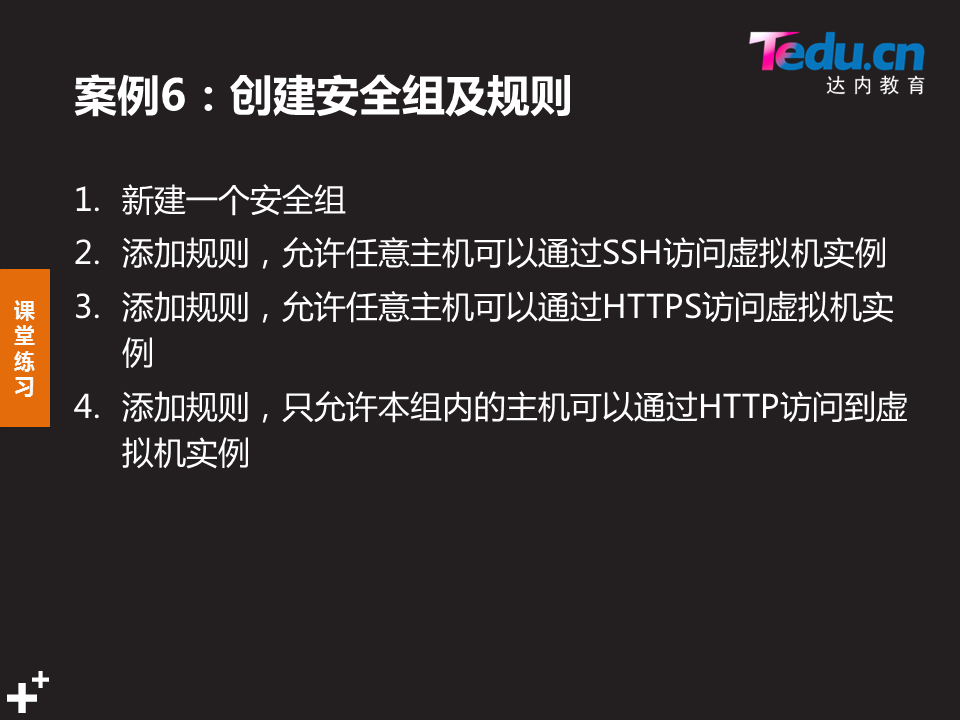 Tedu.cn
达内教育
案例6：创建安全组及规则
1. 新建一个安全组
2. 添加规则，允许任意主机可以通过SSH访问虚拟机实例
3. 添加规则，允许任意主机可以通过HTTPS访问虚拟机实
例
4. 添加规则，只允许本组内的主机可以通过HTTP访问到虚
拟机实例
课
堂
练
习